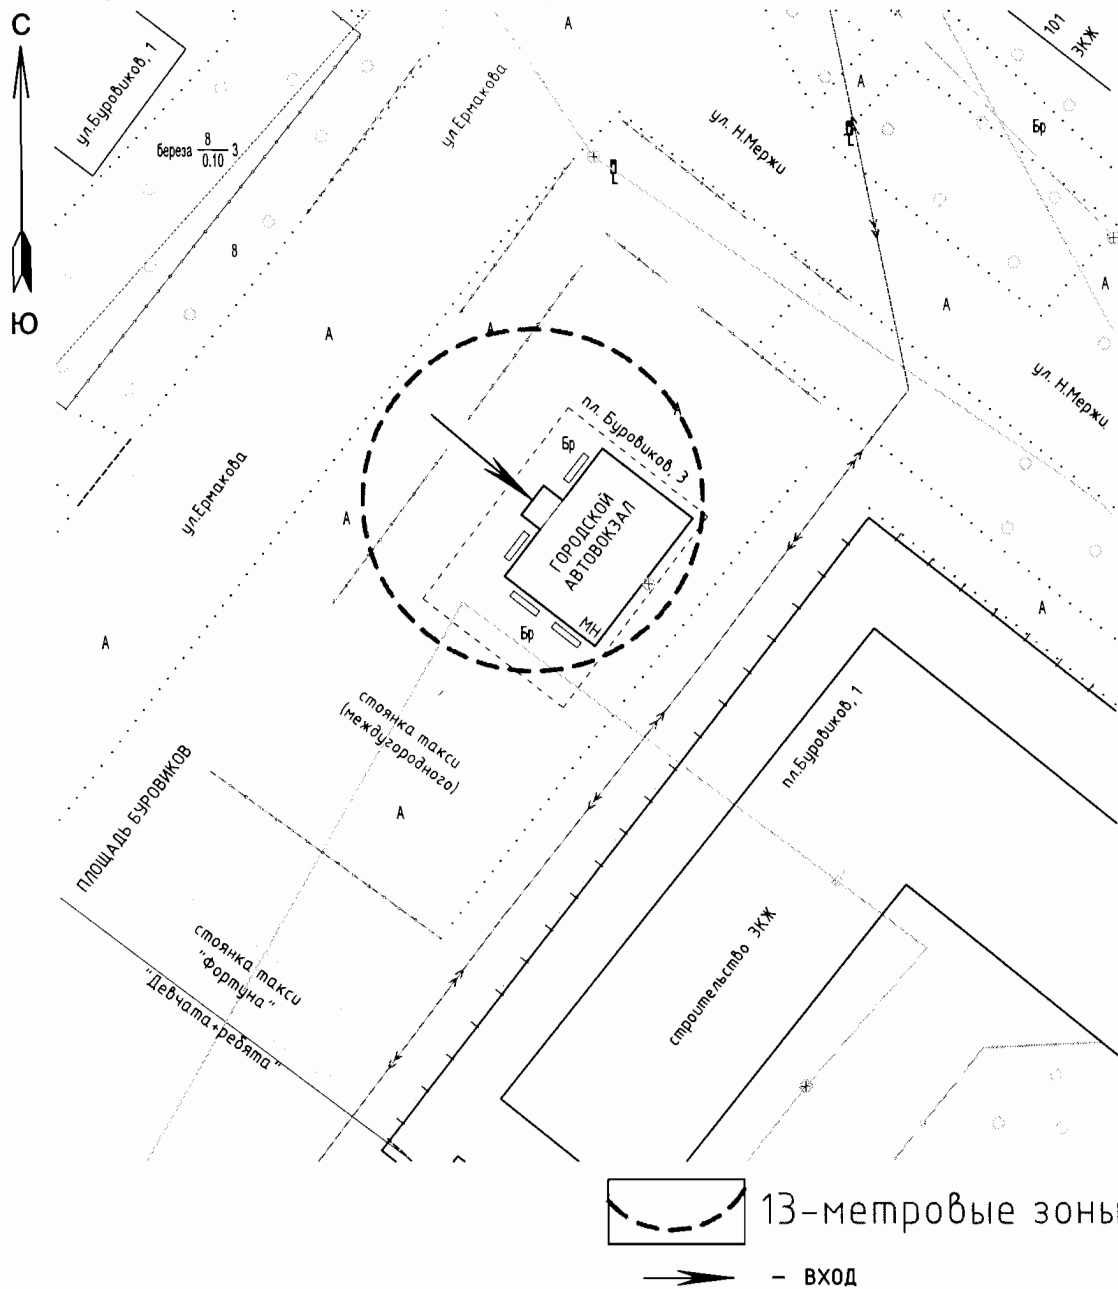 С
Ю
ул.Буровиков, 1
береза 8/0.10 3
8
ул.Ермакова
ул. Н.Мержи
А
101
ЗКЖ
А
Бр
А
А
А
А
ул. Н.Мержи
А
пл. Буровиков, 3
Бр
ГОРОДСКОЙ
АВТОВОКЗАЛ
ул.Ермакова
А
МН
Бр
А
А
стоянка такси
(междугородного)
А
пл.Буровиков, 1
ПЛОЩАДЬ БУРОВИКОВ
строительство ЗКЖ
стоянка такси
"Фортуна"
"Девчата+ребята"
13-метровые зоны
- ВХОД